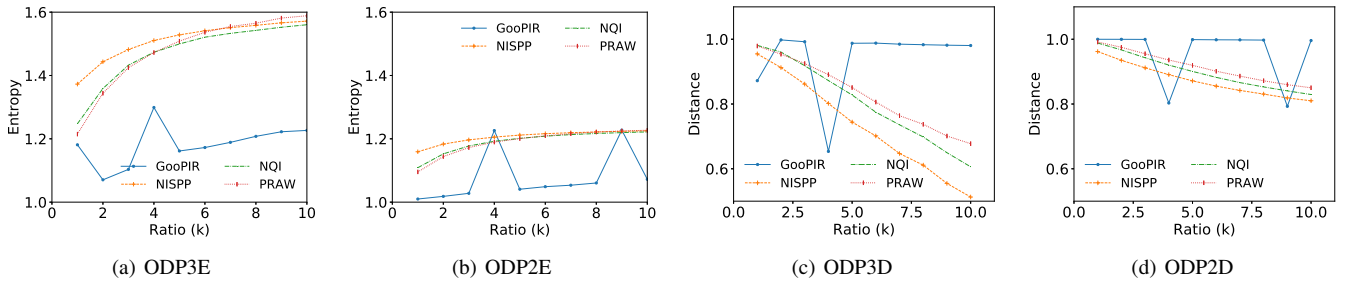 1.6
1.4
1.2
1.0
Entropy
GooPIR
NISPP
NQI
PRAW
0
2
4
6
8
10
Ratio (k)
(a) ODP3E
1.6
1.4
1.2
1.0
Entropy
GooPIR
NISPP
NQI
PRAW
0
2
4
6
8
10
Ratio (k)
(b) ODP2E
1.0
0.8
0.6
Distance
GooPIR
NISPP
NQI
PRAW
0.0
2.5
5.0
7.5
10.0
Ratio (k)
(c) ODP3D
1.0
0.8
0.6
Distance
GooPIR
NISPP
NQI
PRAW
0.0
2.5
5.0
7.5
10.0
Ratio (k)
(d) ODP2D